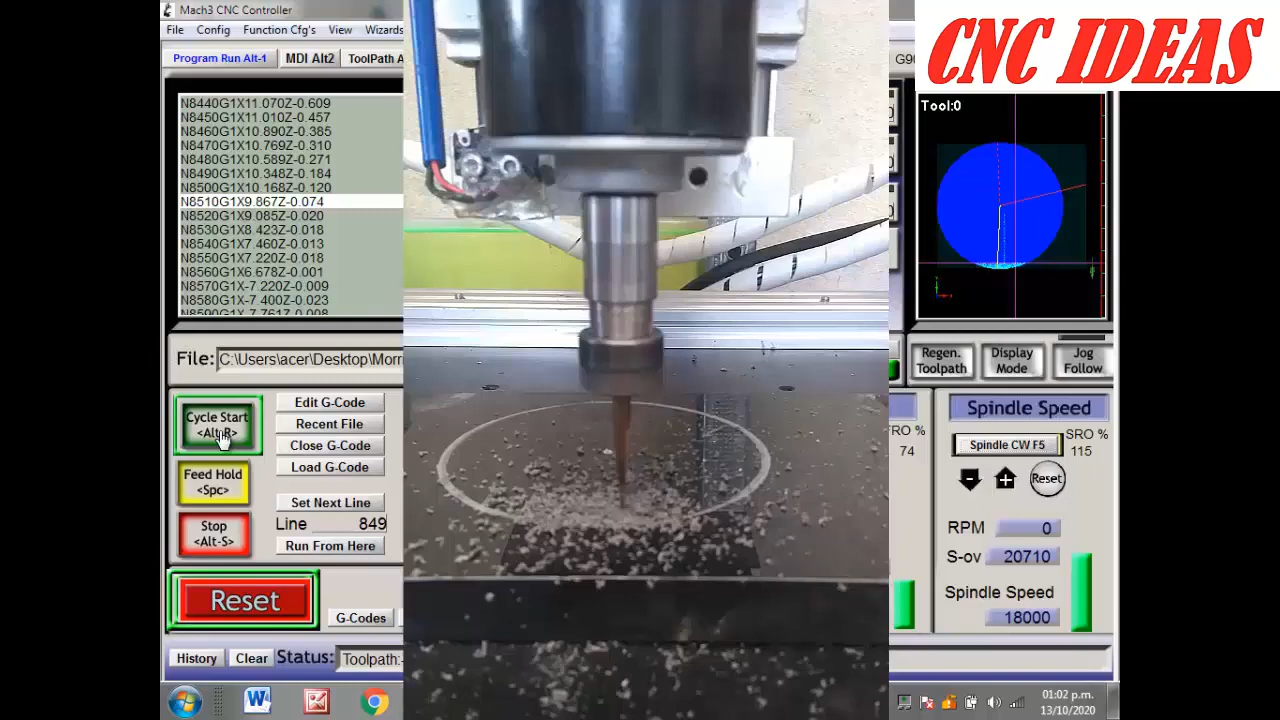 Mach3 CNC Controller
CNC IDEAS
File Config Function Cfg's View Wizards
Program Run Alt-1 MDI Alt2 ToolPath A
Tool:0
N8440G1X11.070Z-0.609
N8450G1X11.010Z-0.457
N8460G1X10.890Z-0.385
N8470G1X10.769Z-0.310
N8480G1X10.589Z-0.271
N8490G1X10.348Z-0.184
N8500G1X10.168Z-0.120
N8510G1X9.867Z-0.074
N8520G1X9.085Z-0.020
N8530G1X8.423Z-0.018
N8540G1X7.460Z-0.013
N8550G1X7.220Z-0.018
N8560G1X6.678Z-0.001
N8570G1X-7.220Z-0.009
N8580G1X-7.400Z-0.023
N8590G1X-7.761Z-0.008
File: C:\Users\acer\Desktop\Morr
Regen. Toolpath
Display Mode
Jog Follow
Cycle Start
<Alt-R>
Edit G-Code
Recent File
Close G-Code
Load G-Code
Feed Hold
<Spc>
Set Next Line
Line 849
Run From Here
Stop
<Alt-S>
Reset
G-Codes
RO %
74
Spindle Speed
Spindle CW F5
SRO %
115
Reset
RPM 0
S-ov 20710
Spindle Speed
18000
History Clear Status: Toolpath:
01:02 p.m.
13/10/2020